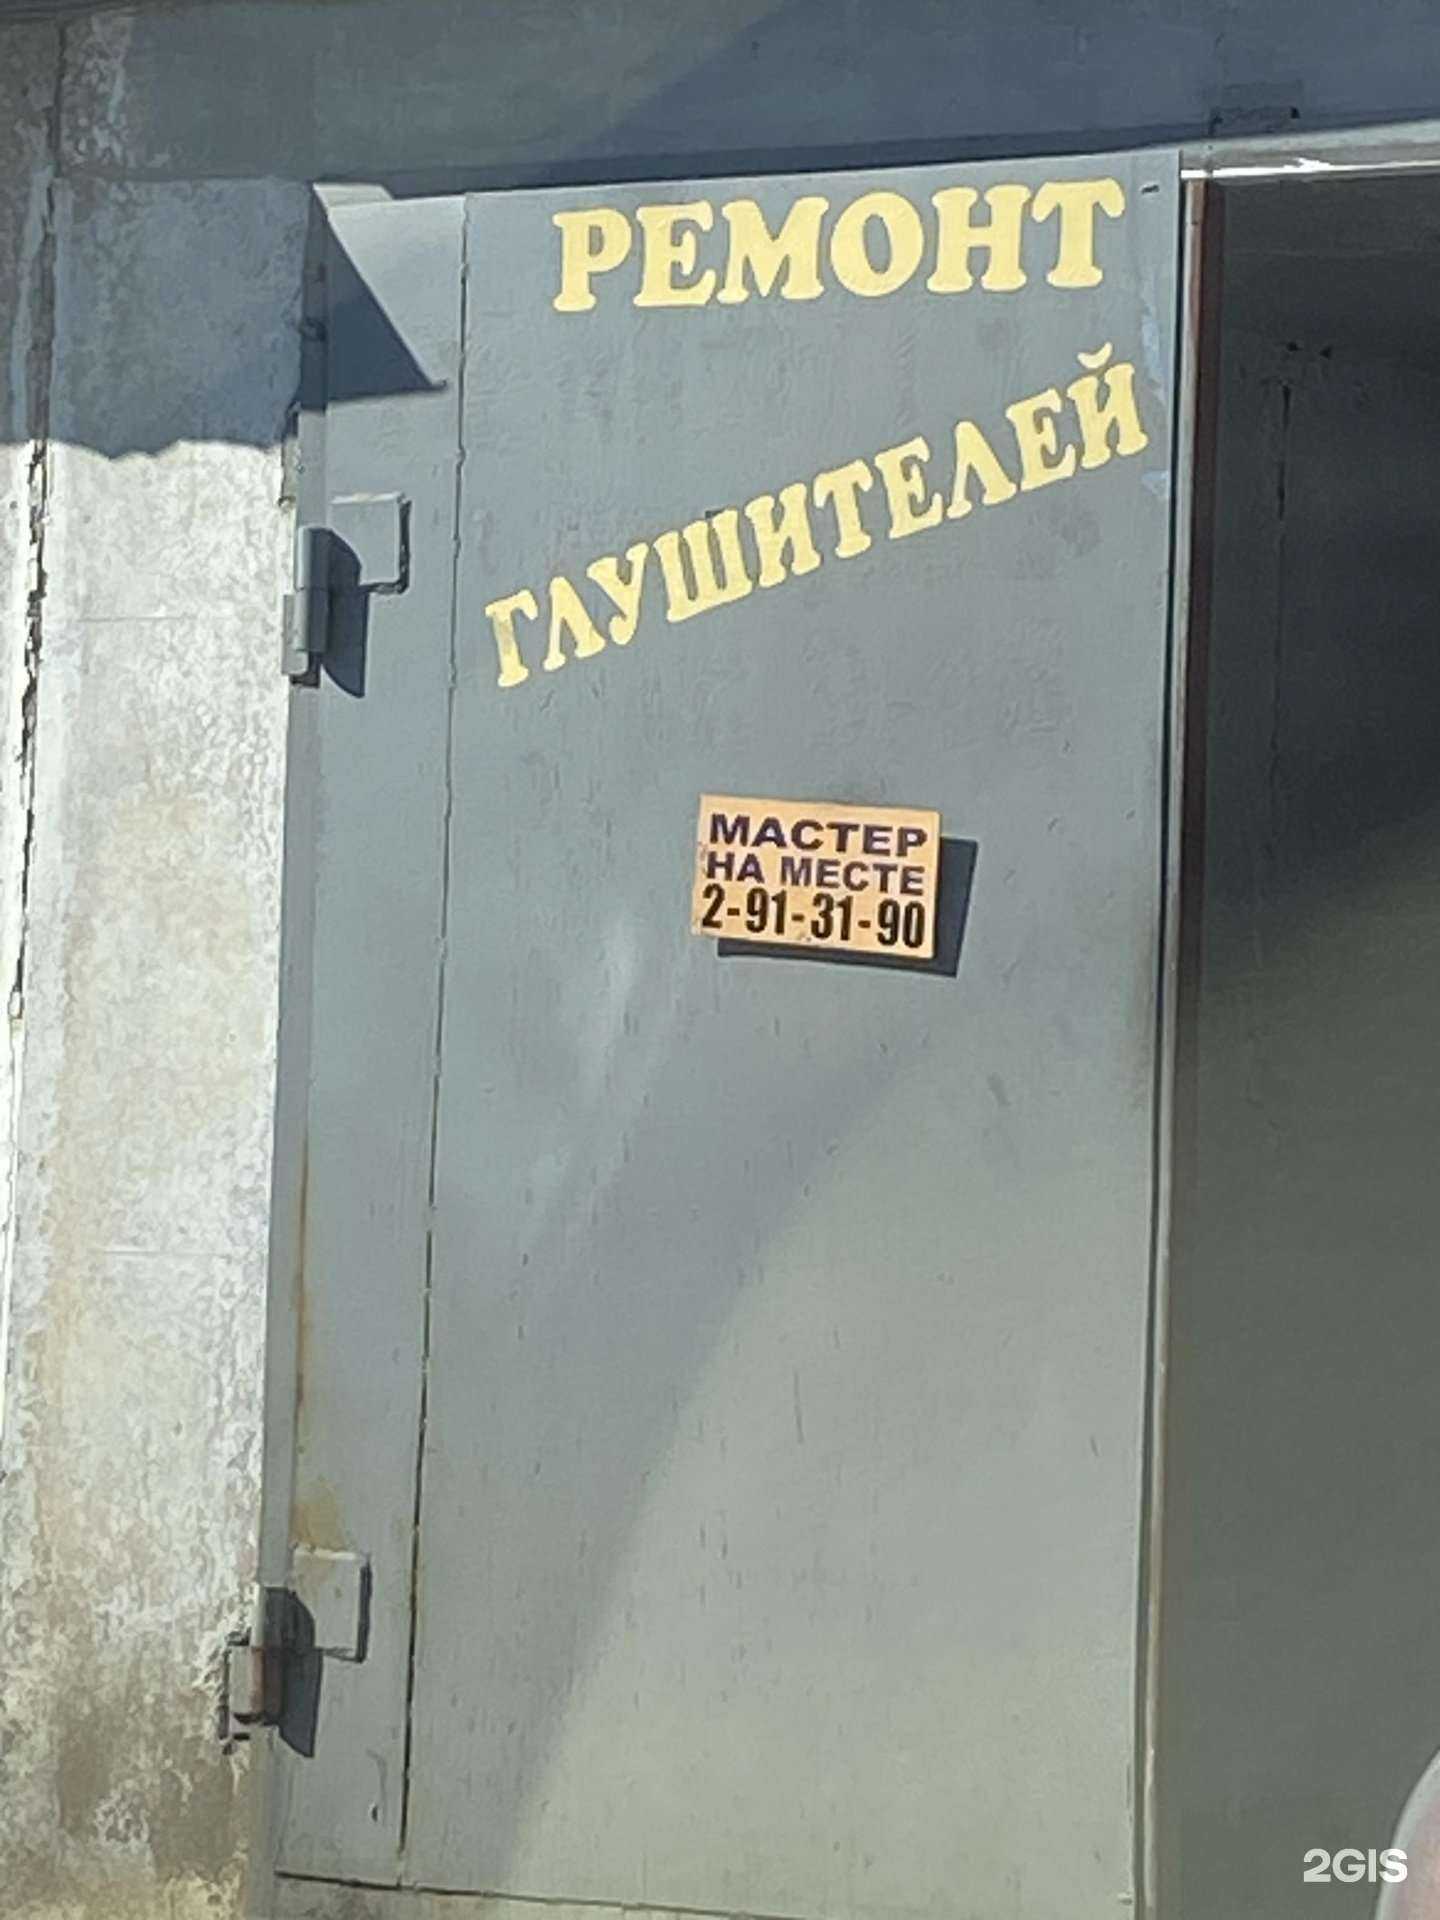 РЕМОНТ
ГЛУШИТЕЛЕЙ
МАСТЕР
НА МЕСТЕ
2-91-31-90
2GIS